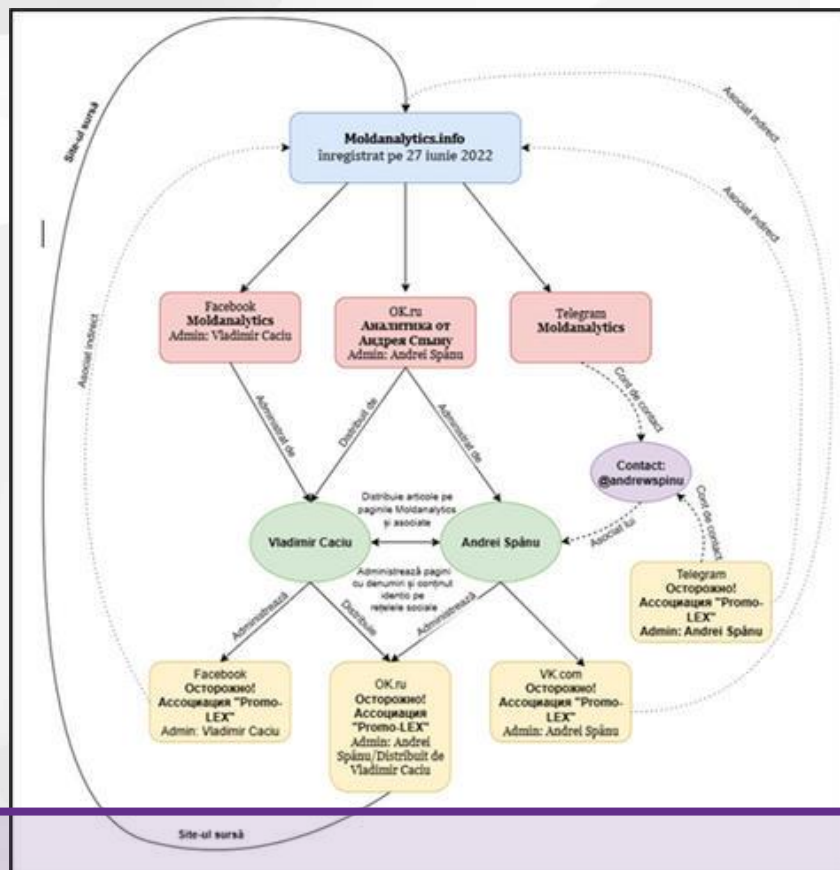 Site-ul sursă
Asociat indirect
Moldanalytics.info
înregistrat pe 27 iunie 2022
Asociat indirect
Asociat indirect
Facebook
Moldanalytics
Admin: Vladimir Caciu
OK.ru
Аналитика от
Андрея Спыну
Admin: Andrei Spânu
Telegram
Moldanalytics
Administrat de
Distribuit de
Administrat de
Cont de contact
Contact:
@andrewspinu
Distribuie articole pe
paginile Moldanalytics
și asociate
Vladimir Caciu
Andrei Spânu
Asociat lui
Cont de contact
Administrează pagini
cu denumiri și conținut
identic pe
rețelele sociale
Telegram
Осторожно!
Ассоциация "Promo-
LEX"
Admin: Andrei Spânu
Administrează
Distribuie
Administrează
Facebook
Осторожно!
Ассоциация "Promo-
LEX"
Admin: Vladimir Caciu
OK.ru
Осторожно!
Ассоциация
"Promo-LEX"
Admin: Andrei
Spânu/Distribuit de
Vladimir Caciu
VK.com
Осторожно!
Ассоциация "Promo-
LEX"
Admin: Andrei Spânu
Site-ul sursă